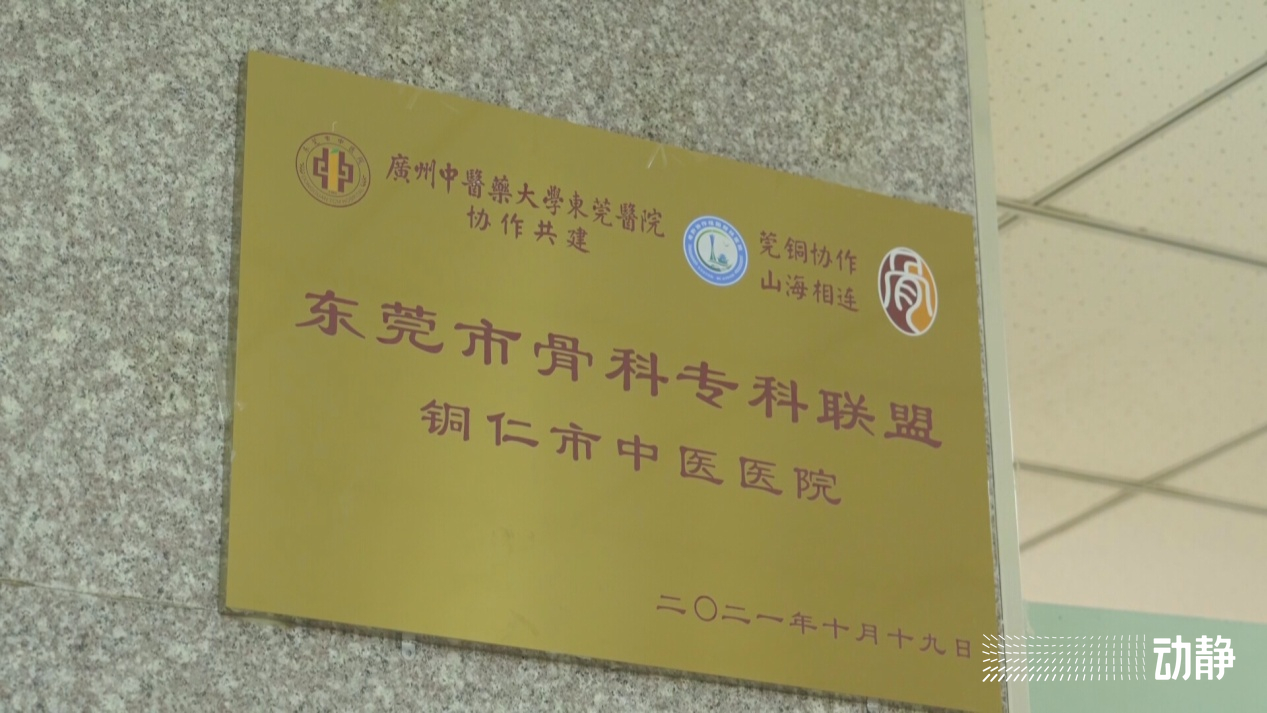 廣州中醫藥大學東莞醫院
协作共建
莞铜协作
山海相连
东莞市骨科专科联盟
铜仁市中医医院
二〇二一年十月十九日
动静